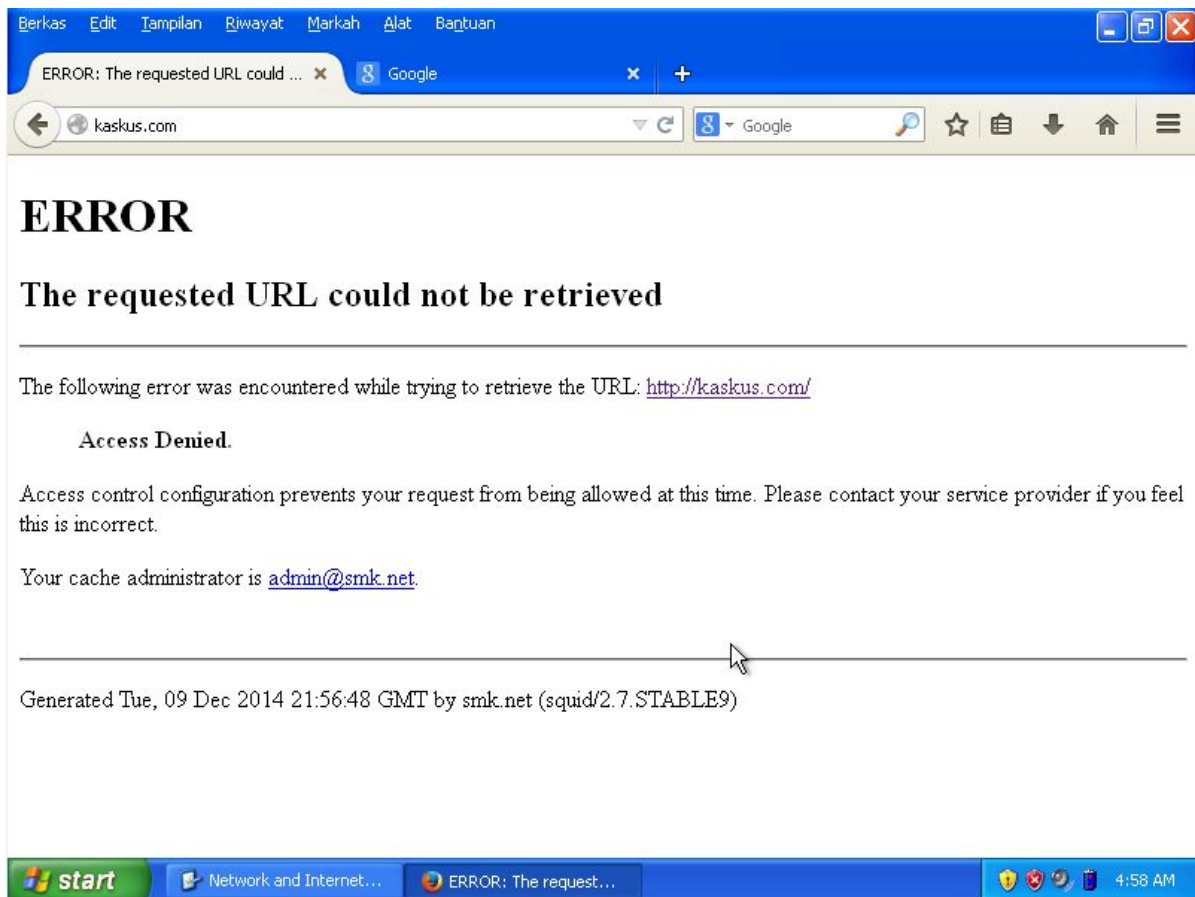 Berkas Edit Tampilan Riwayat Markah Alat Bantuan
ERROR: The requested URL could ... Google
kaskus.com Google
ERROR
The requested URL could not be retrieved
The following error was encountered while trying to retrieve the URL: http://kaskus.com/
Access Denied.
Access control configuration prevents your request from being allowed at this time. Please contact your service provider if you feel
this is incorrect.
Your cache administrator is admin@smk.net.
Generated Tue, 09 Dec 2014 21:56:48 GMT by smk.net (squid/2.7.STABLE9)
start Network and Internet... ERROR: The request... 4:58 AM